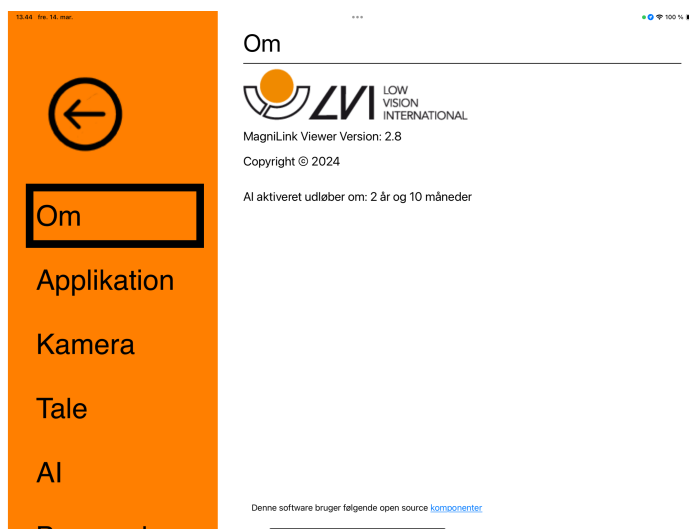 13.44 fre. 14. mar.
100 %
Om
LVI LOW
VISION
INTERNATIONAL
MagniLink Viewer Version: 2.8
Copyright © 2024
AI aktiveret udløber om: 2 år og 10 måneder
Om
Applikation
Kamera
Tale
AI
Denne software bruger følgende open source komponenter